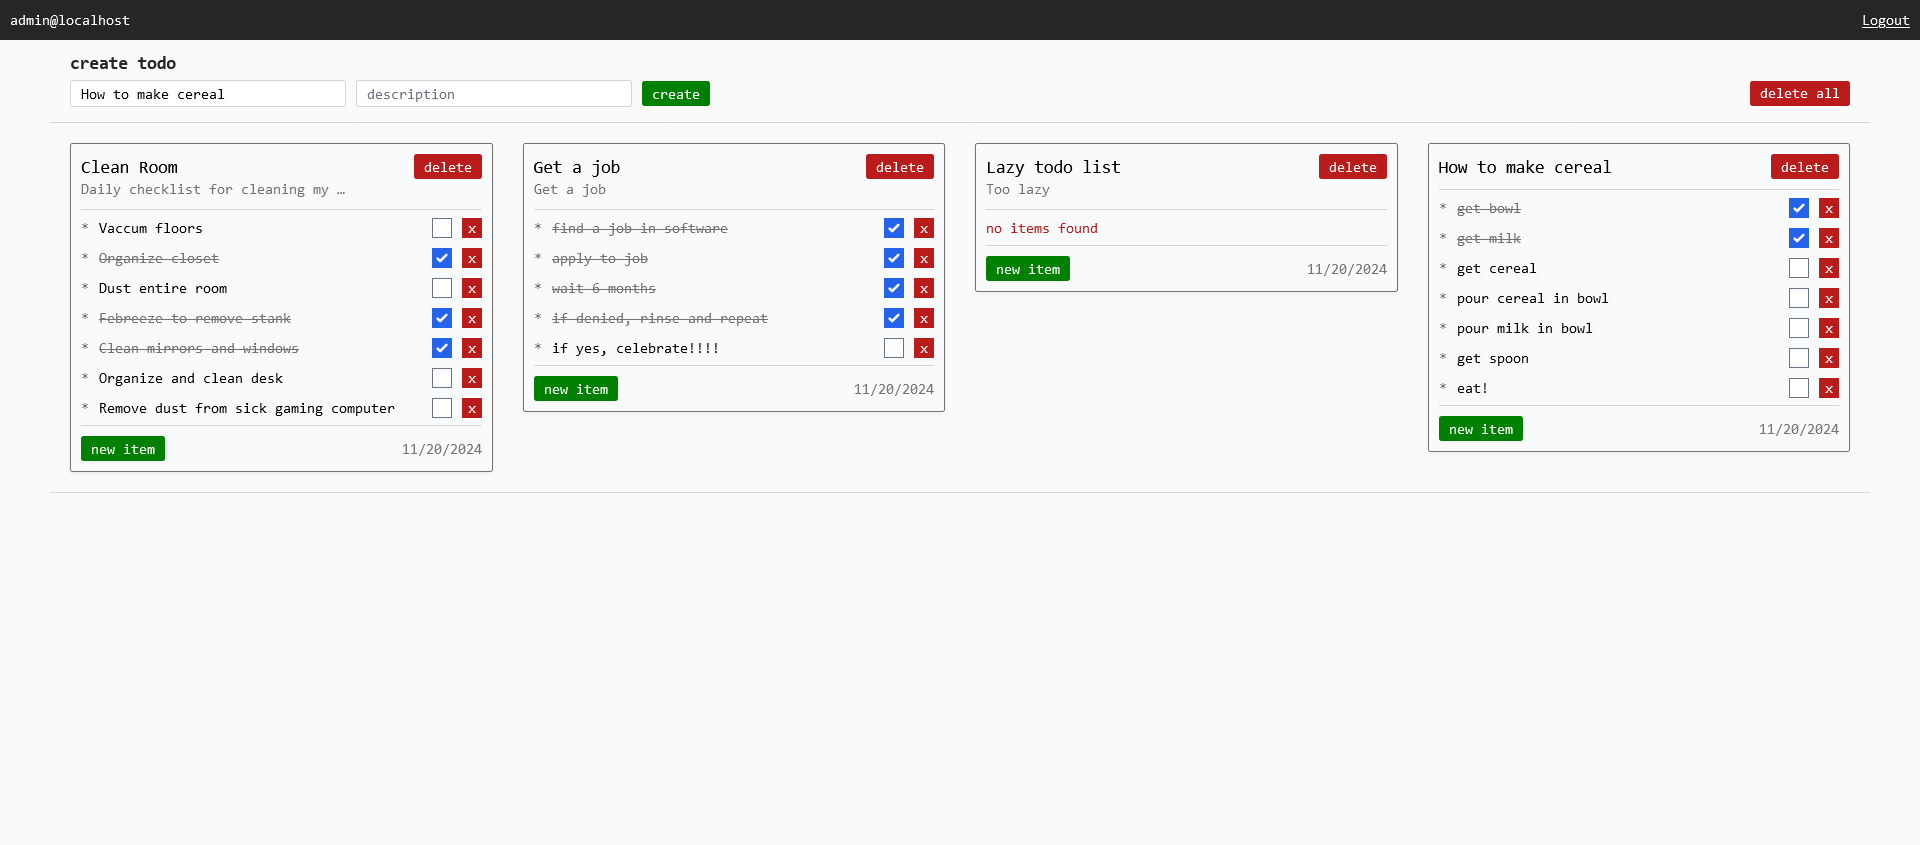 admin@localhost
Logout
create todo
How to make cereal
description
create
delete all
Clean Room
delete
Daily checklist for cleaning my …
* Vaccum floors
x
* Organize closet
x
* Dust entire room
x
* Febreeze to remove stank
x
* Clean mirrors and windows
x
* Organize and clean desk
x
* Remove dust from sick gaming computer
x
new item
11/20/2024
Get a job
delete
Get a job
* find a job in software
x
* apply to job
x
* wait 6 months
x
* if denied, rinse and repeat
x
* if yes, celebrate!!!!
x
new item
11/20/2024
Lazy todo list
delete
Too lazy
no items found
new item
11/20/2024
How to make cereal
delete
* get bowl
x
* get milk
x
* get cereal
x
* pour cereal in bowl
x
* pour milk in bowl
x
* get spoon
x
* eat!
x
new item
11/20/2024